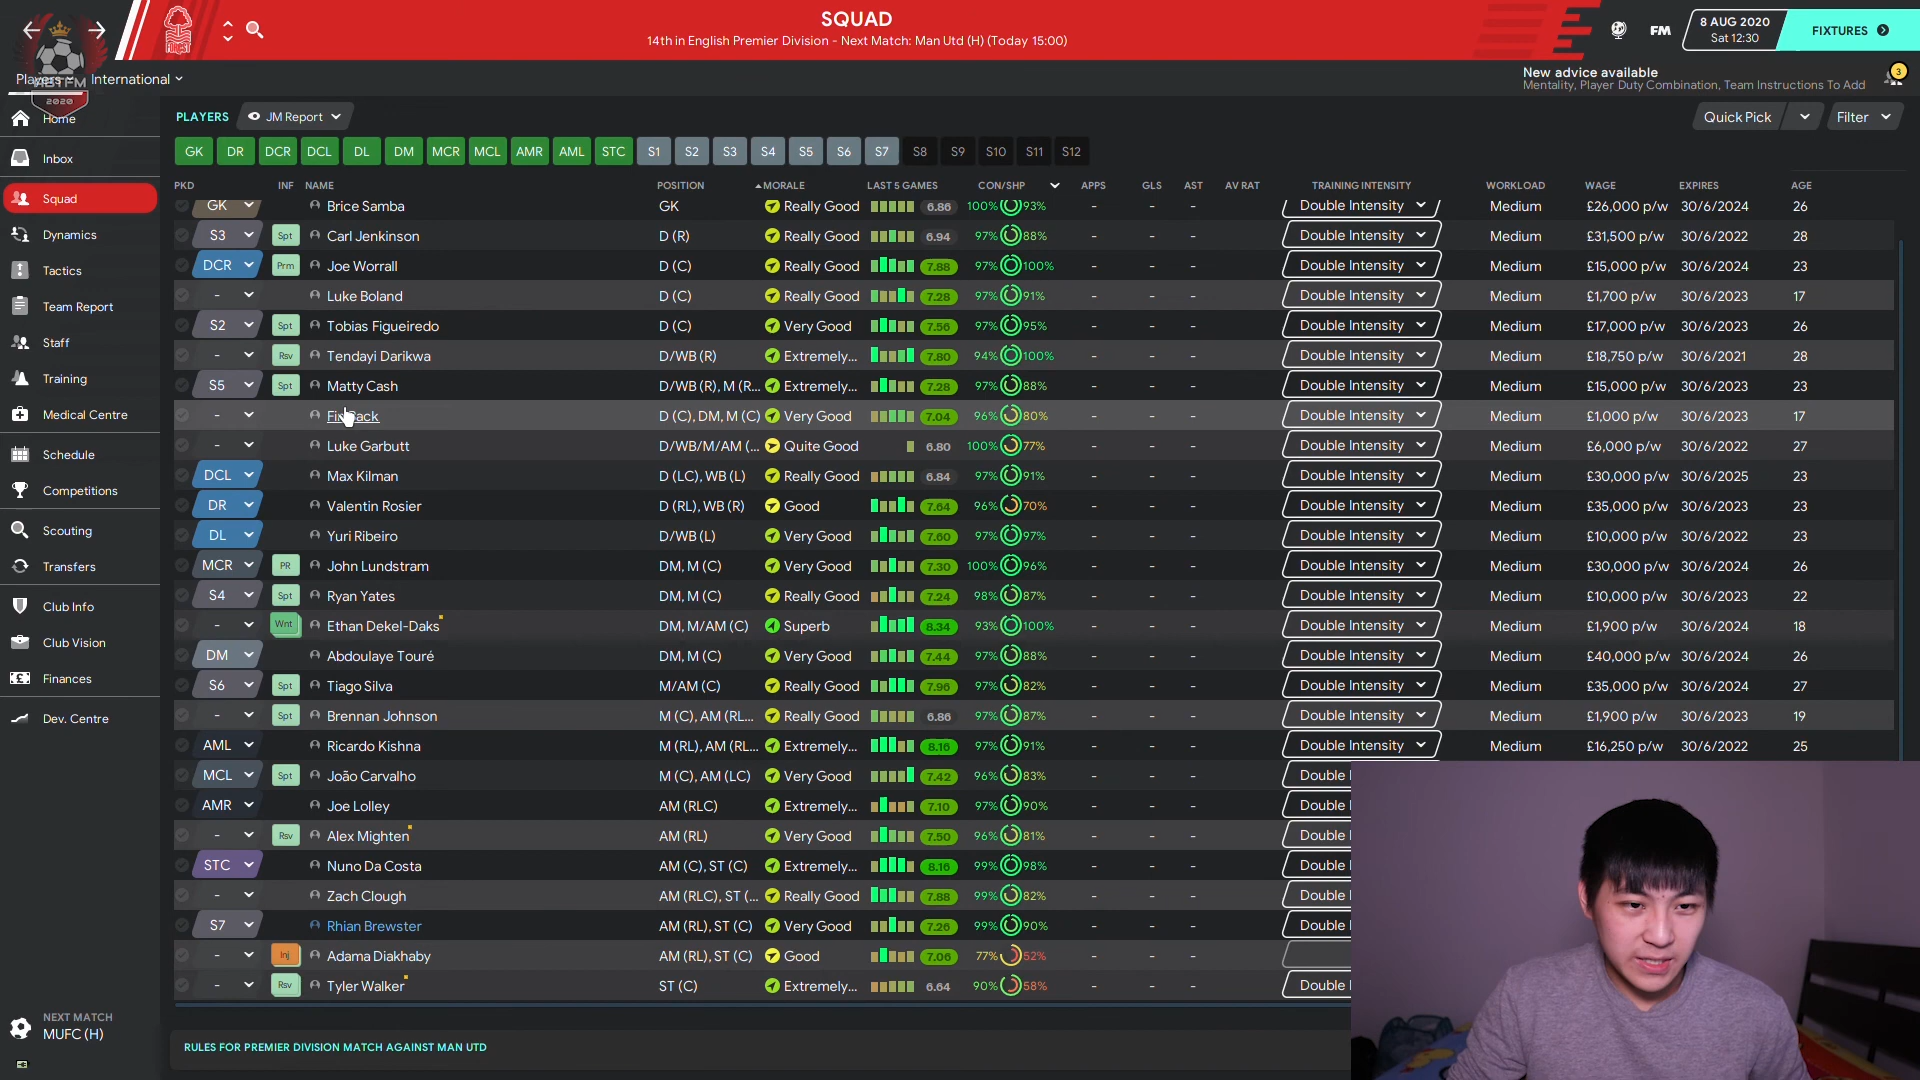 SQUAD
14th in English Premier Division - Next Match: Man Utd (H) (Today 15:00)
FM
8 AUG 2020
Sat 12:30
FIXTURES
FOREST
ABTFM
2020
Players International
New advice available
Mentality, Player Duty Combination, Team Instructions To Add
3
Home
Inbox
Squad
Dynamics
Tactics
Team Report
Staff
Training
Medical Centre
Schedule
Competitions
Scouting
Transfers
Club Info
Club Vision
Finances
Dev. Centre
NEXT MATCH
MUFC (H)
PLAYERS JM Report Quick Pick Filter
GK DR DCR DCL DL DM MCR MCL AMR AML STC S1 S2 S3 S4 S5 S6 S7 S8 S9 S10 S11 S12
PKD INF NAME POSITION MORALE LAST 5 GAMES CON/SHP APPS GLS AST AV RAT TRAINING INTENSITY WORKLOAD WAGE EXPIRES AGE
GK Brice Samba GK Really Good 6.86 100% 93% - - - Double Intensity Medium £26,000 p/w 30/6/2024 26
S3 Spt Carl Jenkinson D (R) Really Good 6.94 97% 88% - - - Double Intensity Medium £31,500 p/w 30/6/2022 28
DCR Prm Joe Worrall D (C) Really Good 7.88 97% 100% - - - Double Intensity Medium £15,000 p/w 30/6/2024 23
- Luke Boland D (C) Really Good 7.28 97% 91% - - - Double Intensity Medium £1,700 p/w 30/6/2023 17
S2 Spt Tobias Figueiredo D (C) Very Good 7.56 97% 95% - - - Double Intensity Medium £17,000 p/w 30/6/2023 26
- Rsv Tendayi Darikwa D/WB (R) Extremely... 7.80 94% 100% - - - Double Intensity Medium £18,750 p/w 30/6/2021 28
S5 Spt Matty Cash D/WB (R), M (R... Extremely... 7.28 97% 88% - - - Double Intensity Medium £15,000 p/w 30/6/2023 23
- D (C), DM, M (C) Very Good 7.04 96% 80% - - - Double Intensity Medium £1,000 p/w 30/6/2023 17
- Luke Garbutt D/WB/M/AM (... Quite Good 6.80 100% 77% - - - Double Intensity Medium £6,000 p/w 30/6/2022 27
DCL Max Kilman D (LC), WB (L) Really Good 6.84 97% 91% - - - Double Intensity Medium £30,000 p/w 30/6/2025 23
DR Valentin Rosier D (RL), WB (R) Good 7.64 96% 70% - - - Double Intensity Medium £35,000 p/w 30/6/2023 23
DL Yuri Ribeiro D/WB (L) Very Good 7.60 97% 97% - - - Double Intensity Medium £10,000 p/w 30/6/2022 23
MCR PR John Lundstram DM, M (C) Very Good 7.30 100% 96% - - - Double Intensity Medium £30,000 p/w 30/6/2024 26
S4 Spt Ryan Yates DM, M (C) Really Good 7.24 98% 87% - - - Double Intensity Medium £10,000 p/w 30/6/2023 22
- Wnt Ethan Dekel-Daks DM, M/AM (C) Superb 8.34 93% 100% - - - Double Intensity Medium £1,900 p/w 30/6/2024 18
DM Abdoulaye Touré DM, M (C) Very Good 7.44 97% 88% - - - Double Intensity Medium £40,000 p/w 30/6/2024 26
S6 Spt Tiago Silva M/AM (C) Really Good 7.96 97% 82% - - - Double Intensity Medium £35,000 p/w 30/6/2024 27
- Spt Brennan Johnson M (C), AM (RL... Really Good 6.86 97% 87% - - - Double Intensity Medium £1,900 p/w 30/6/2023 19
AML Ricardo Kishna M (RL), AM (RL... Extremely... 8.16 97% 91% - - - Double Intensity Medium £16,250 p/w 30/6/2022 25
MCL Spt João Carvalho M (C), AM (LC) Very Good 7.42 96% 83% - - - Double
AMR Joe Lolley AM (RLC) Extremely... 7.10 97% 90% - - - Double
- Rsv Alex Mighten AM (RL) Very Good 7.50 96% 81% - - - Double
STC Nuno Da Costa AM (C), ST (C) Extremely... 8.16 99% 98% - - - Double
- Zach Clough AM (RLC), ST (... Really Good 7.88 99% 82% - - - Double
S7 Rhian Brewster AM (RL), ST (C) Very Good 7.26 99% 90% - - - Double
- Inj Adama Diakhaby AM (RL), ST (C) Good 7.06 77% 52% - - -
- Rsv Tyler Walker ST (C) Extremely... 6.64 90% 58% - - - Double
RULES FOR PREMIER DIVISION MATCH AGAINST MAN UTD